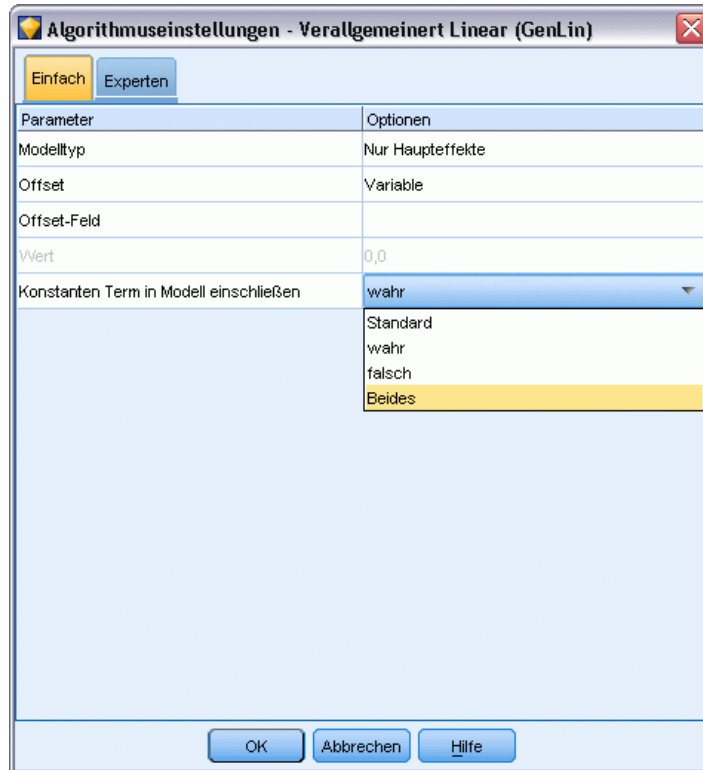 Algorithmuseinstellungen - Verallgemeinert Linear (GenLin)
Einfach Experten
Parameter Optionen
Modelltyp Nur Haupteffekte
Offset Variable
Offset-Feld
Wert 0,0
Konstanten Term in Modell einschließen wahr
Standard
wahr
falsch
Beides
OK Abbrechen Hilfe